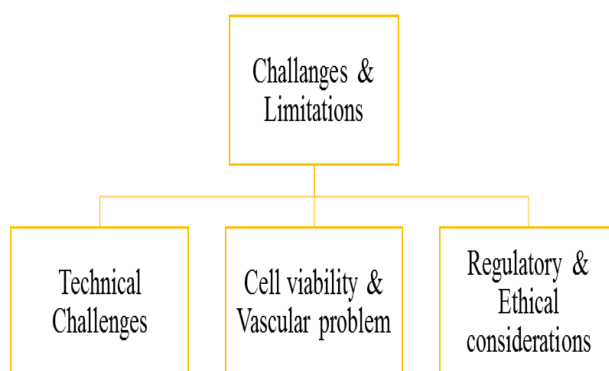 Challanges &
Limitations
Technical
Challenges
Cell viability &
Vascular problem
Regulatory &
Ethical
considerations